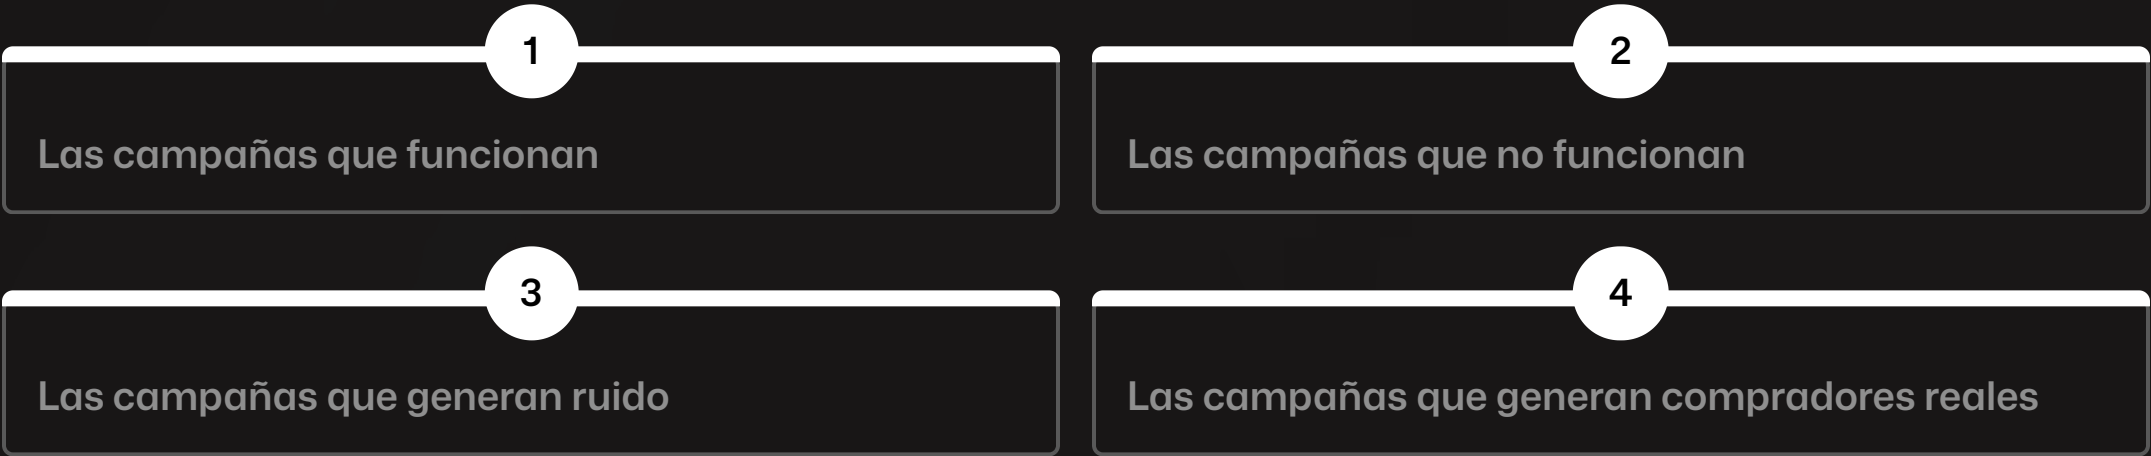 1
Las campañas que funcionan
2
Las campañas que no funcionan
3
Las campañas que generan ruido
4
Las campañas que generan compradores reales